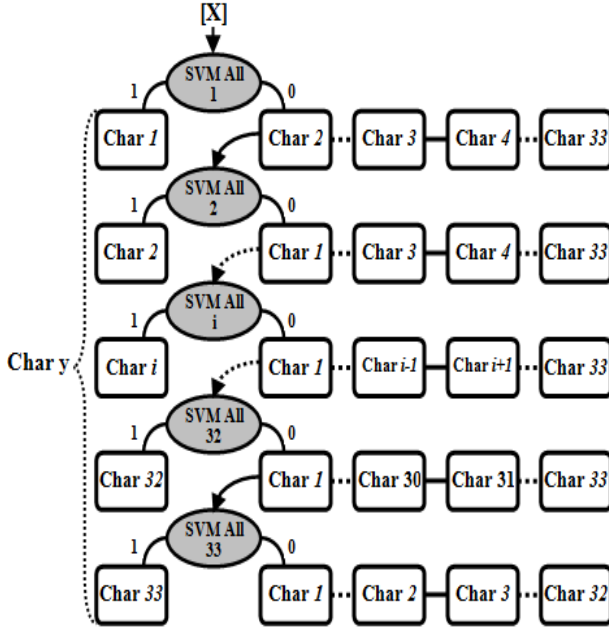 [X]
SVM All
1
1
0
Char 1
Char 2
Char 3
Char 4
Char 33
SVM All
2
1
0
Char 2
Char 1
Char 3
Char 4
Char 33
SVM All
i
1
0
Char y
Char i
Char 1
Char i-1
Char i+1
Char 33
SVM All
32
1
0
Char 32
Char 1
Char 30
Char 31
Char 33
SVM All
33
1
0
Char 33
Char 1
Char 2
Char 3
Char 32